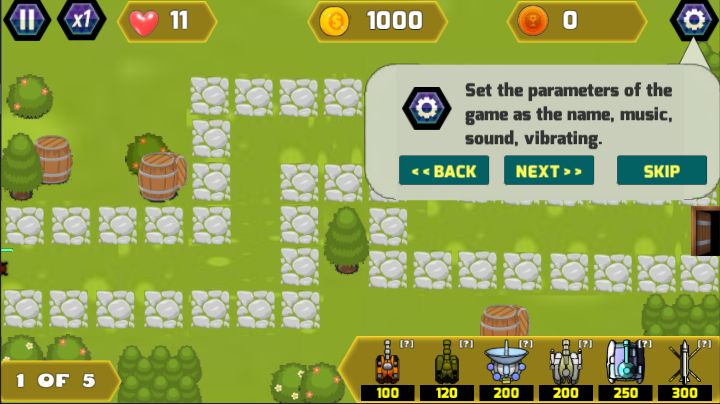 x1
11
1000
0
Set the parameters of the
game as the name, music,
sound, vibrating.
<< BACK
NEXT >>
SKIP
[?]
[?]
[?]
[?]
[?]
[?]
1 OF 5
100
120
200
200
250
300